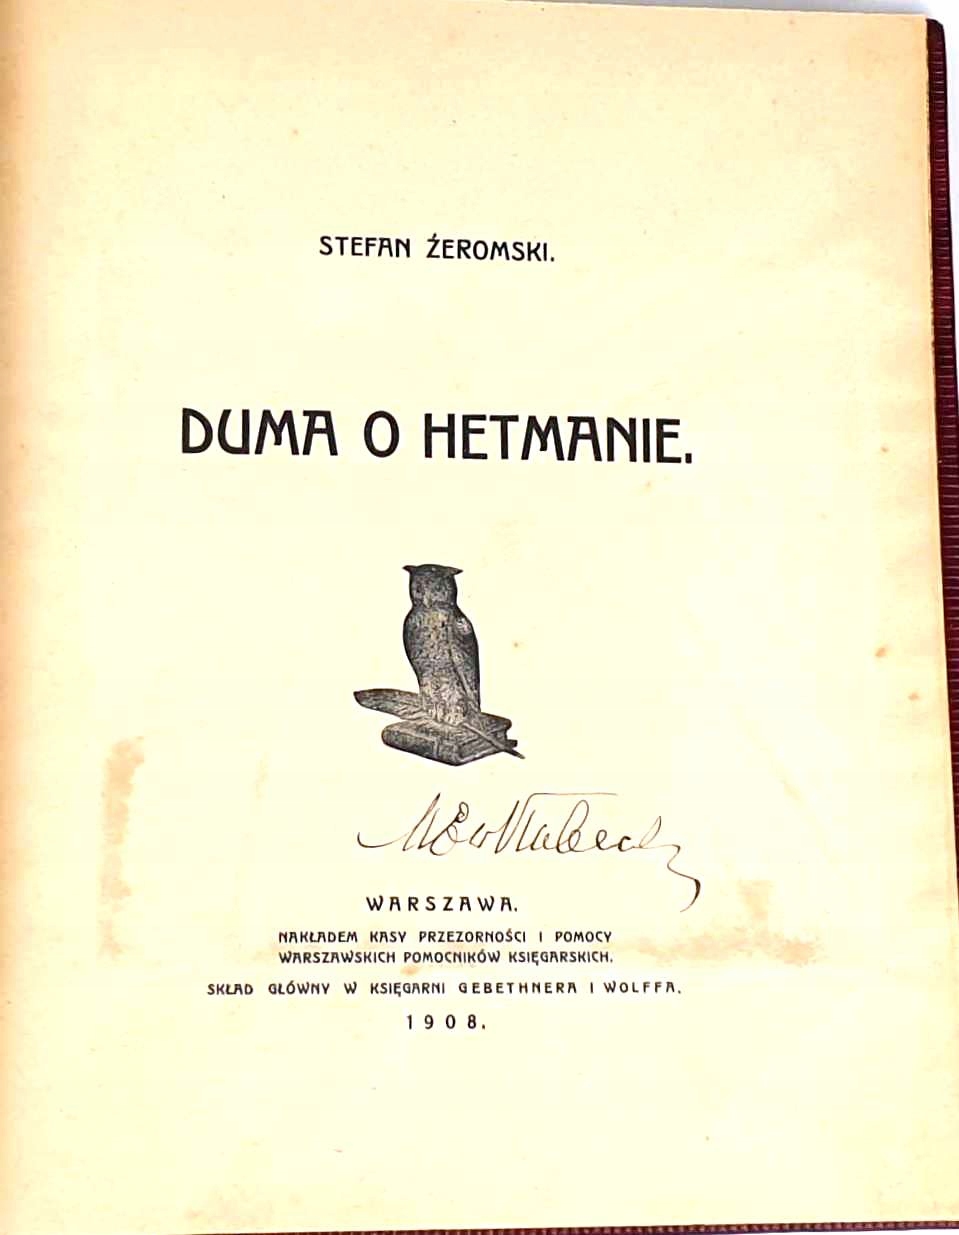 STEFAN ŻEROMSKI.
DUMA O HETMANIE.
WARSZAWA.
NAKŁADEM KASY PRZEZORNOŚCI I POMOCY
WARSZAWSKICH POMOCNIKÓW KSIĘGARSKICH.
SKŁAD GŁÓWNY W KSIĘGARNI GEBETHNERA I WOLFFA.
1908.